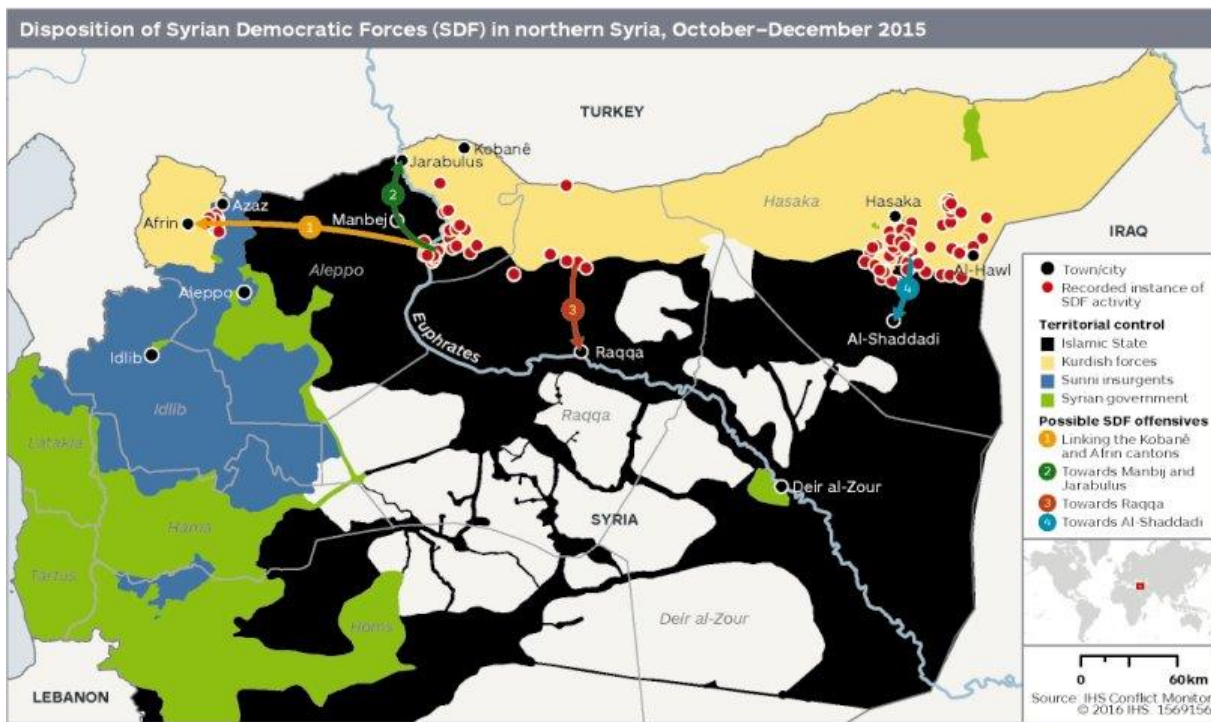 Disposition of Syrian Democratic Forces (SDF) in northern Syria, October–December 2015
TURKEY
Kobanê
Jarabulus
2
Azaz
Hasaka
Hasaka
Afrin
1
Manbej
IRAQ
Aleppo
Al-Hawl
Aleppo
3
4
Euphrates
Al-Shaddadi
Idlib
Raqqa
Idlib
Raqqa
Latakia
Deir al-Zour
Hama
SYRIA
Tartus
Homs
Deir al-Zour
LEBANON
Town/city
Recorded instance of
SDF activity
Territorial control
Islamic State
Kurdish forces
Sunni insurgents
Syrian government
Possible SDF offensives
1 Linking the Kobanê
and Afrin cantons
2 Towards Manbij and
Jarabulus
3 Towards Raqqa
4 Towards Al-Shaddadi
0 60km
Source: IHS Conflict Monitor
© 2016 IHS: 1569156